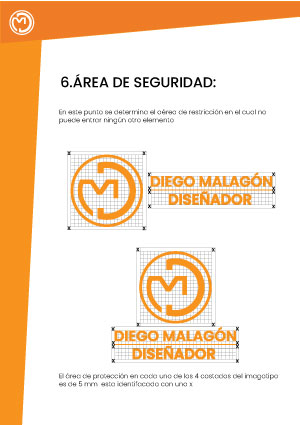 6.ÁREA DE SEGURIDAD:
En este punto se determina el aérea de restricción en el cual no
puede entrar ningún otro elemento
X X
X X
DIEGO MALAGÓN
DISEÑADOR
X X
X X
X X
DIEGO MALAGÓN
DISEÑADOR
X X
El área de protección en cada uno de los 4 costados del imagotipo
es de 5 mm esta identifocada con una x